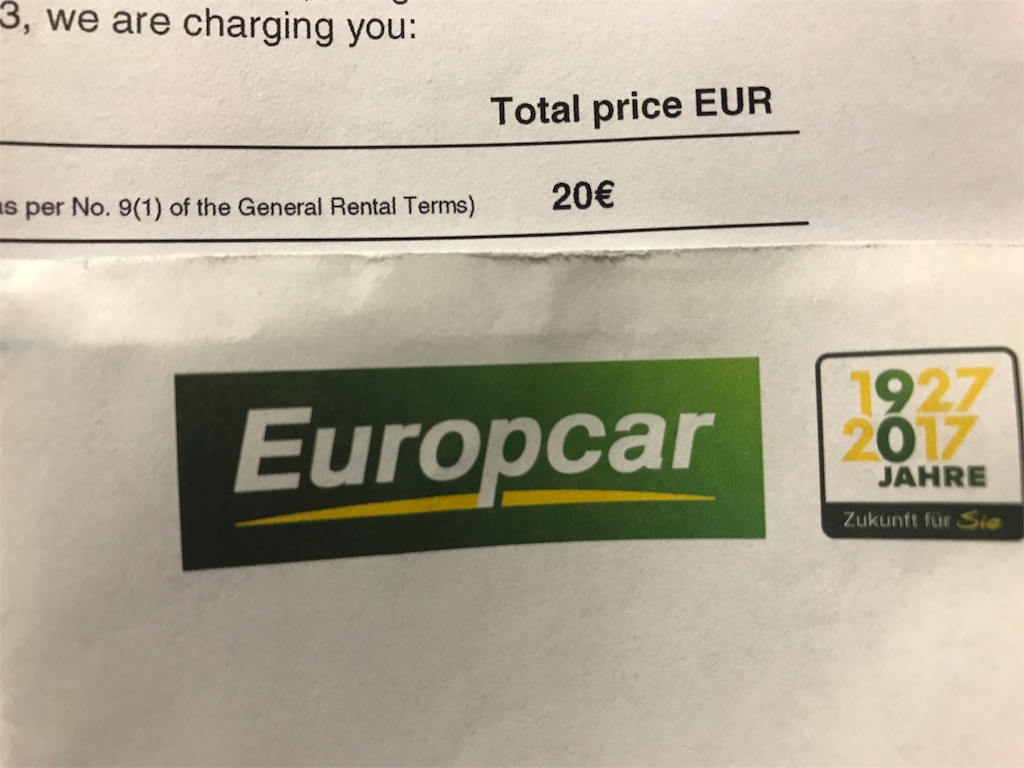 3, we are charging you:
Total price EUR
as per No. 9(1) of the General Rental Terms) 20€
Europcar
1927
2017
JAHRE
Zukunft für Sie